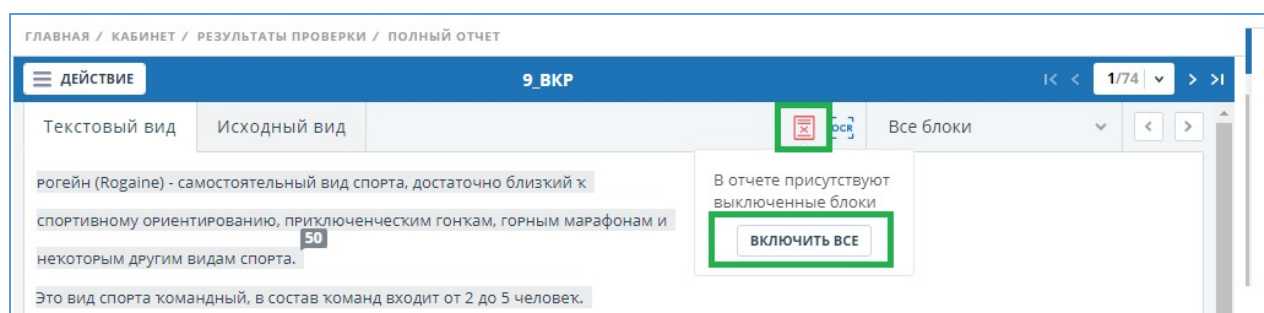 ГЛАВНАЯ / КАБИНЕТ / РЕЗУЛЬТАТЫ ПРОВЕРКИ / ПОЛНЫЙ ОТЧЕТ
ДЕЙСТВИЕ
9_ВКР
1/74
Текстовый вид
Исходный вид
OCR
Все блоки
В отчете присутствуют
выключенные блоки
ВКЛЮЧИТЬ ВСЕ
рогейн (Rogaine) - самостоятельный вид спорта, достаточно близкий к
спортивному ориентированию, приключенческим гонкам, горным марафонам и
50
некоторым другим видам спорта.
Это вид спорта командный, в состав команд входит от 2 до 5 человек.